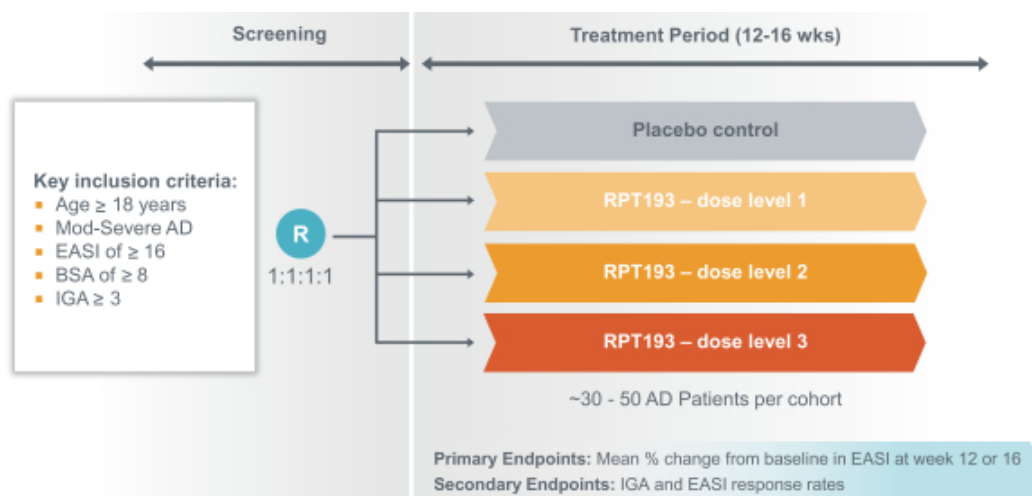 Screening
Treatment Period (12-16 wks)
Key inclusion criteria:
Age ≥ 18 years
Mod-Severe AD
EASI of ≥ 16
BSA of ≥ 8
IGA ≥ 3
R
1:1:1:1
Placebo control
RPT193 – dose level 1
RPT193 – dose level 2
RPT193 – dose level 3
~30 - 50 AD Patients per cohort
Primary Endpoints: Mean % change from baseline in EASI at week 12 or 16
Secondary Endpoints: IGA and EASI response rates